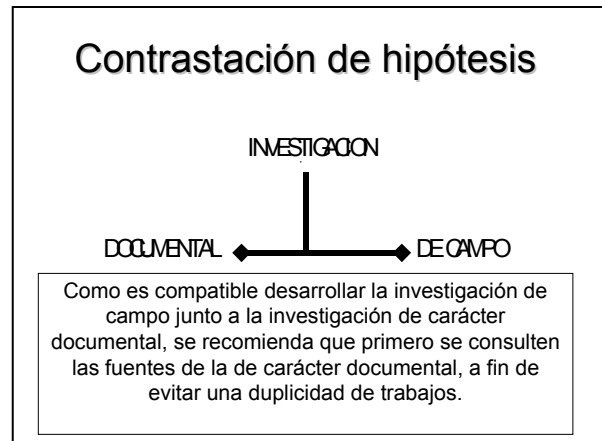 Contrastación de hipótesis
INVESTIGACION
DOCUMENTAL DE CAMPO
Como es compatible desarrollar la investigación de
campo junto a la investigación de carácter
documental, se recomienda que primero se consulten
las fuentes de la de carácter documental, a fin de
evitar una duplicidad de trabajos.